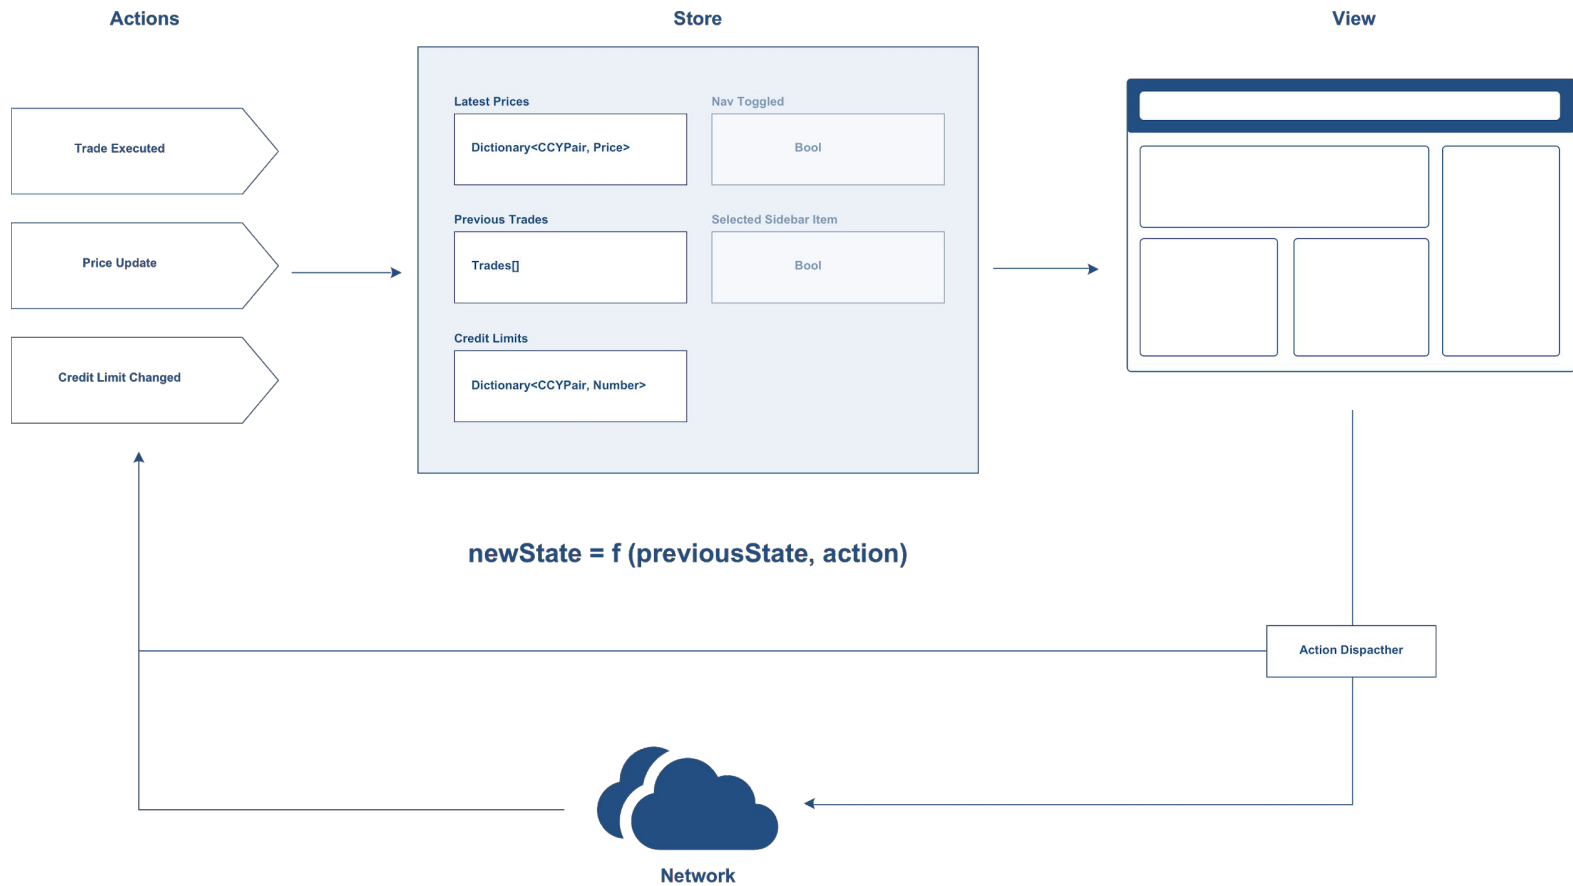 Actions
Store
View
Trade Executed
Price Update
Credit Limit Changed
Latest Prices
Dictionary<CCYPair, Price>
Nav Toggled
Bool
Previous Trades
Trades[]
Selected Sidebar Item
Bool
Credit Limits
Dictionary<CCYPair, Number>
newState = f (previousState, action)
Action Dispacther
Network